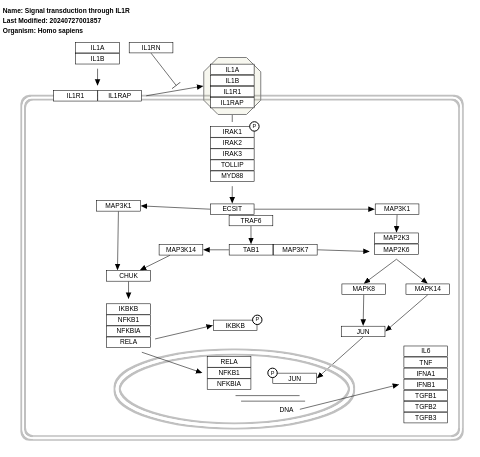 Name: Signal transduction through IL1R
Last Modified: 20240727001857
Organism: Homo sapiens
IL1A
IL1B
IL1RN
IL1R1
IL1RAP
IL1A
IL1B
IL1R1
IL1RAP
P
IRAK1
IRAK2
IRAK3
TOLLIP
MYD88
MAP3K1
ECSIT
TRAF6
MAP3K1
MAP3K14
TAB1
MAP3K7
MAP2K3
MAP2K6
CHUK
MAPK8
MAPK14
IKBKB
NFKB1
NFKBIA
RELA
P
IKBKB
JUN
RELA
NFKB1
NFKBIA
P
JUN
DNA
IL6
TNF
IFNA1
IFNB1
TGFB1
TGFB2
TGFB3